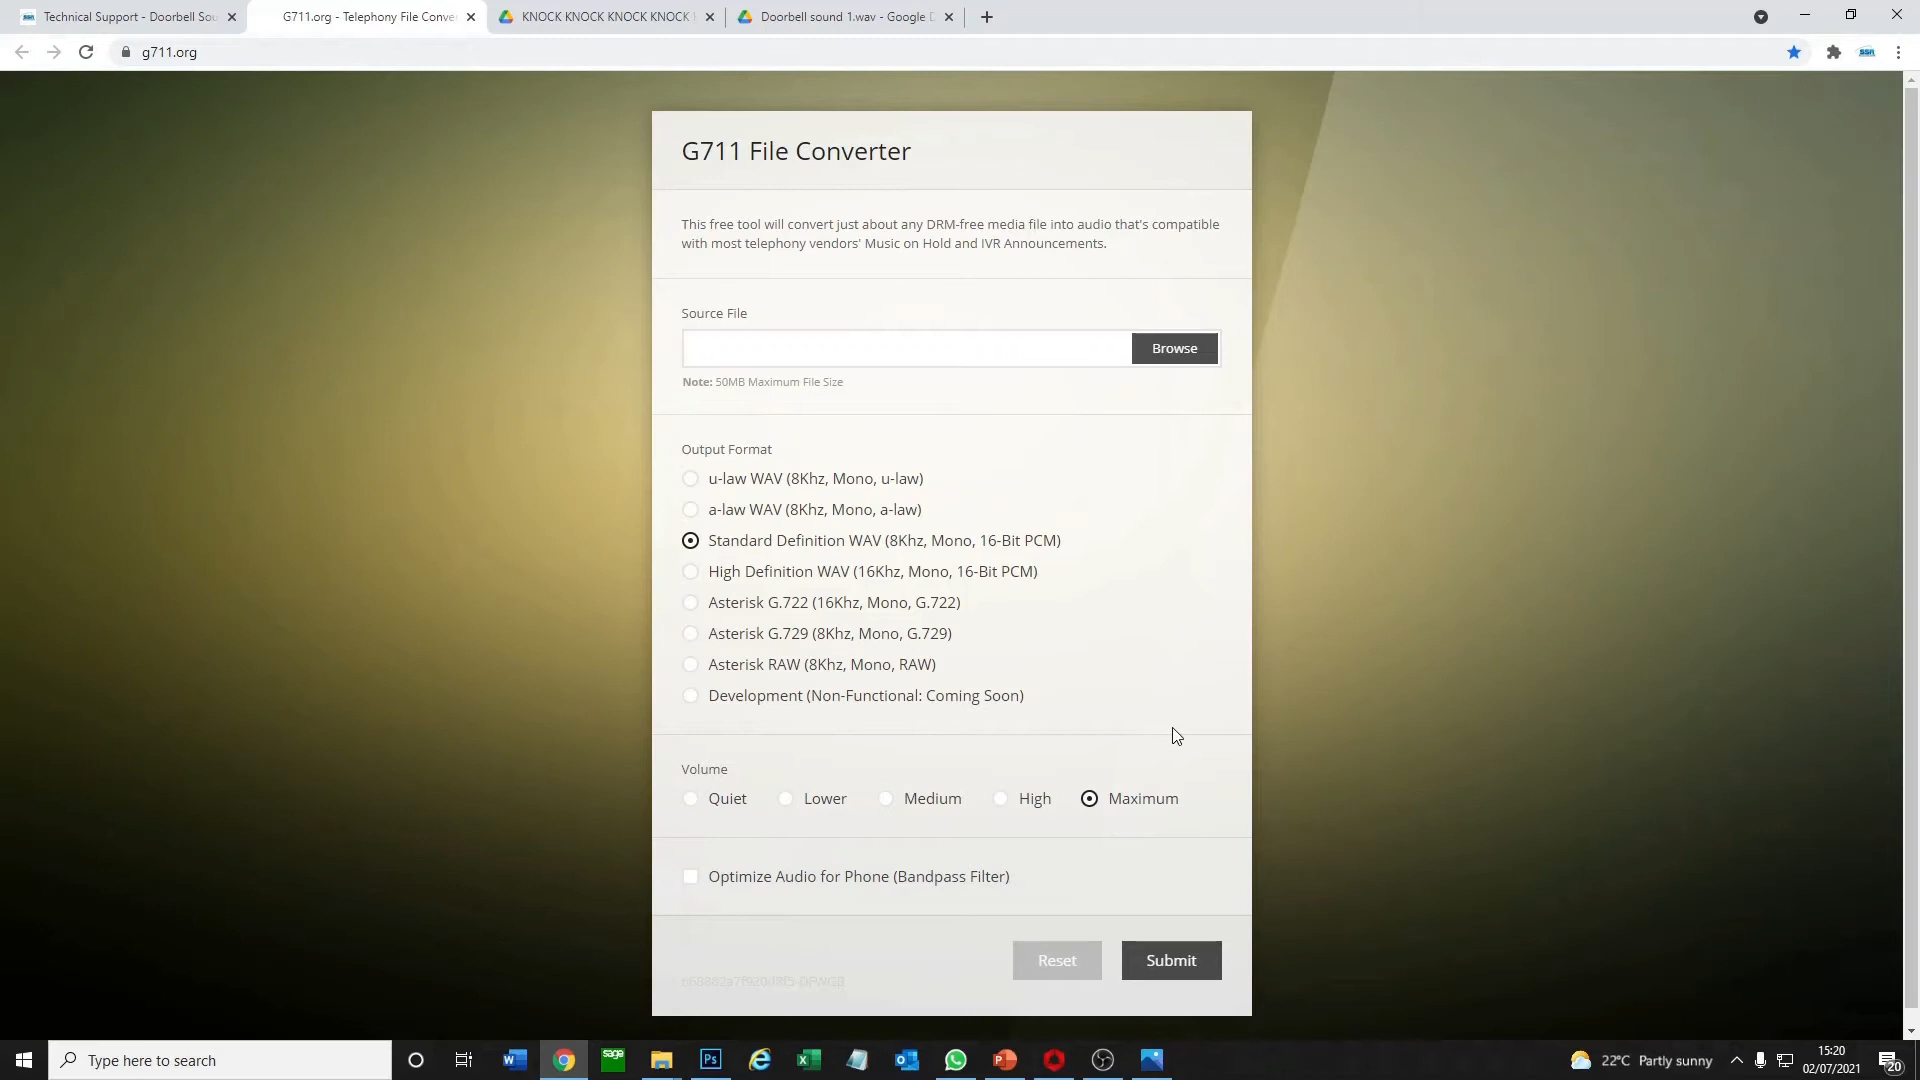 Technical Support - Doorbell Sou
G711.org - Telephony File Conver
KNOCK KNOCK KNOCK KNOCK
Doorbell sound 1.wav - Google D
g711.org
SSH
G711 File Converter
This free tool will convert just about any DRM-free media file into audio that's compatible
with most telephony vendors' Music on Hold and IVR Announcements.
Source File
Browse
Note: 50MB Maximum File Size
Output Format
u-law WAV (8Khz, Mono, u-law)
a-law WAV (8Khz, Mono, a-law)
Standard Definition WAV (8Khz, Mono, 16-Bit PCM)
High Definition WAV (16Khz, Mono, 16-Bit PCM)
Asterisk G.722 (16Khz, Mono, G.722)
Asterisk G.729 (8Khz, Mono, G.729)
Asterisk RAW (8Khz, Mono, RAW)
Development (Non-Functional: Coming Soon)
Volume
Quiet Lower Medium High Maximum
Optimize Audio for Phone (Bandpass Filter)
Reset Submit
Type here to search
sage
Ps
22°C Partly sunny
15:20
02/07/2021
20